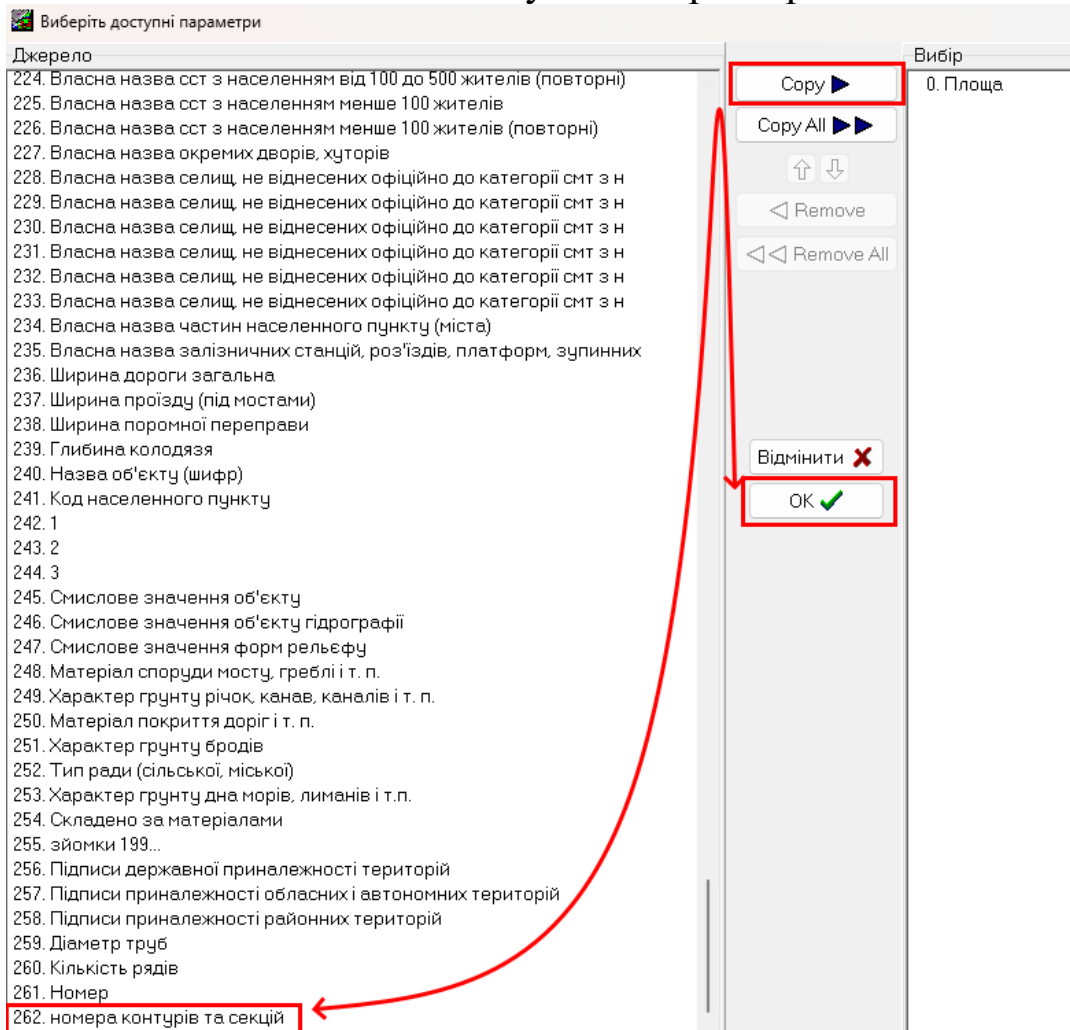 Виберіть доступні параметри
Джерело
224. Власна назва сст з населенням від 100 до 500 жителів (повторні)
225. Власна назва сст з населенням менше 100 жителів
226. Власна назва сст з населенням менше 100 жителів (повторні)
227. Власна назва окремих дворів, хуторів
228. Власна назва селищ, не віднесених офіційно до категорії смт з н
229. Власна назва селищ, не віднесених офіційно до категорії смт з н
230. Власна назва селищ, не віднесених офіційно до категорії смт з н
231. Власна назва селищ, не віднесених офіційно до категорії смт з н
232. Власна назва селищ, не віднесених офіційно до категорії смт з н
233. Власна назва селищ, не віднесених офіційно до категорії смт з н
234. Власна назва частин населенного пункту (міста)
235. Власна назва залізничних станцій, роз'їздів, платформ, зупинних
236. Ширина дороги загальна
237. Ширина проїзду (під мостами)
238. Ширина поромної переправи
239. Глибина колодязя
240. Назва об'єкту (шифр)
241. Код населенного пункту
242. 1
243. 2
244. 3
245. Смислове значення об'єкту
246. Смислове значення об'єкту гідрографії
247. Смислове значення форм рельєфу
248. Матеріал споруди мосту, греблі і т. п.
249. Характер грунту річок, канав, каналів і т. п.
250. Матеріал покриття доріг і т. п.
251. Характер грунту бродів
252. Тип ради (сільської, міської)
253. Характер грунту дна морів, лиманів і т.п.
254. Складено за матеріалами
255. зйомки 199...
256. Підписи державної приналежності територій
257. Підписи приналежності обласних і автономних територій
258. Підписи приналежності районних територій
259. Діаметр труб
260. Кількість рядів
261. Номер
262. номера контурів та секцій
Copy
Copy All
Remove
Remove All
Відмінити
OK
Вибір
0. Площа